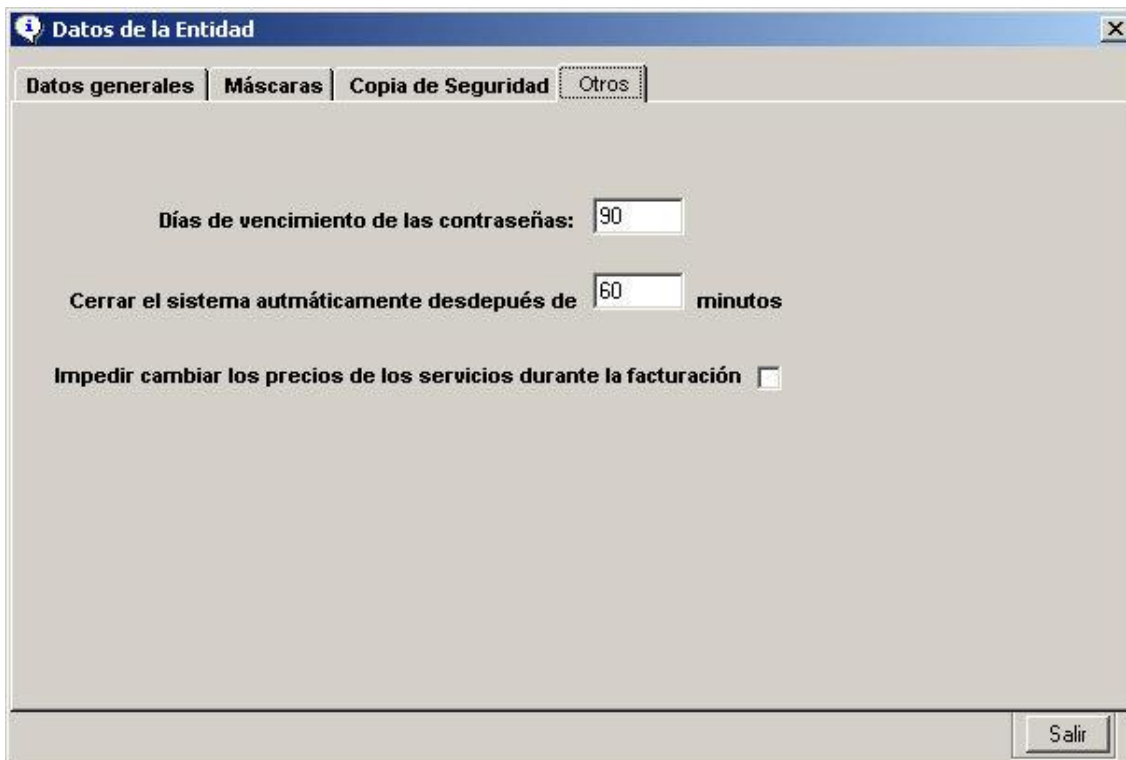 Datos de la Entidad
Datos generales Máscaras Copia de Seguridad Otros
Días de vencimiento de las contraseñas: 90
Cerrar el sistema autmáticamente desdepués de 60 minutos
Impedir cambiar los precios de los servicios durante la facturación
Salir